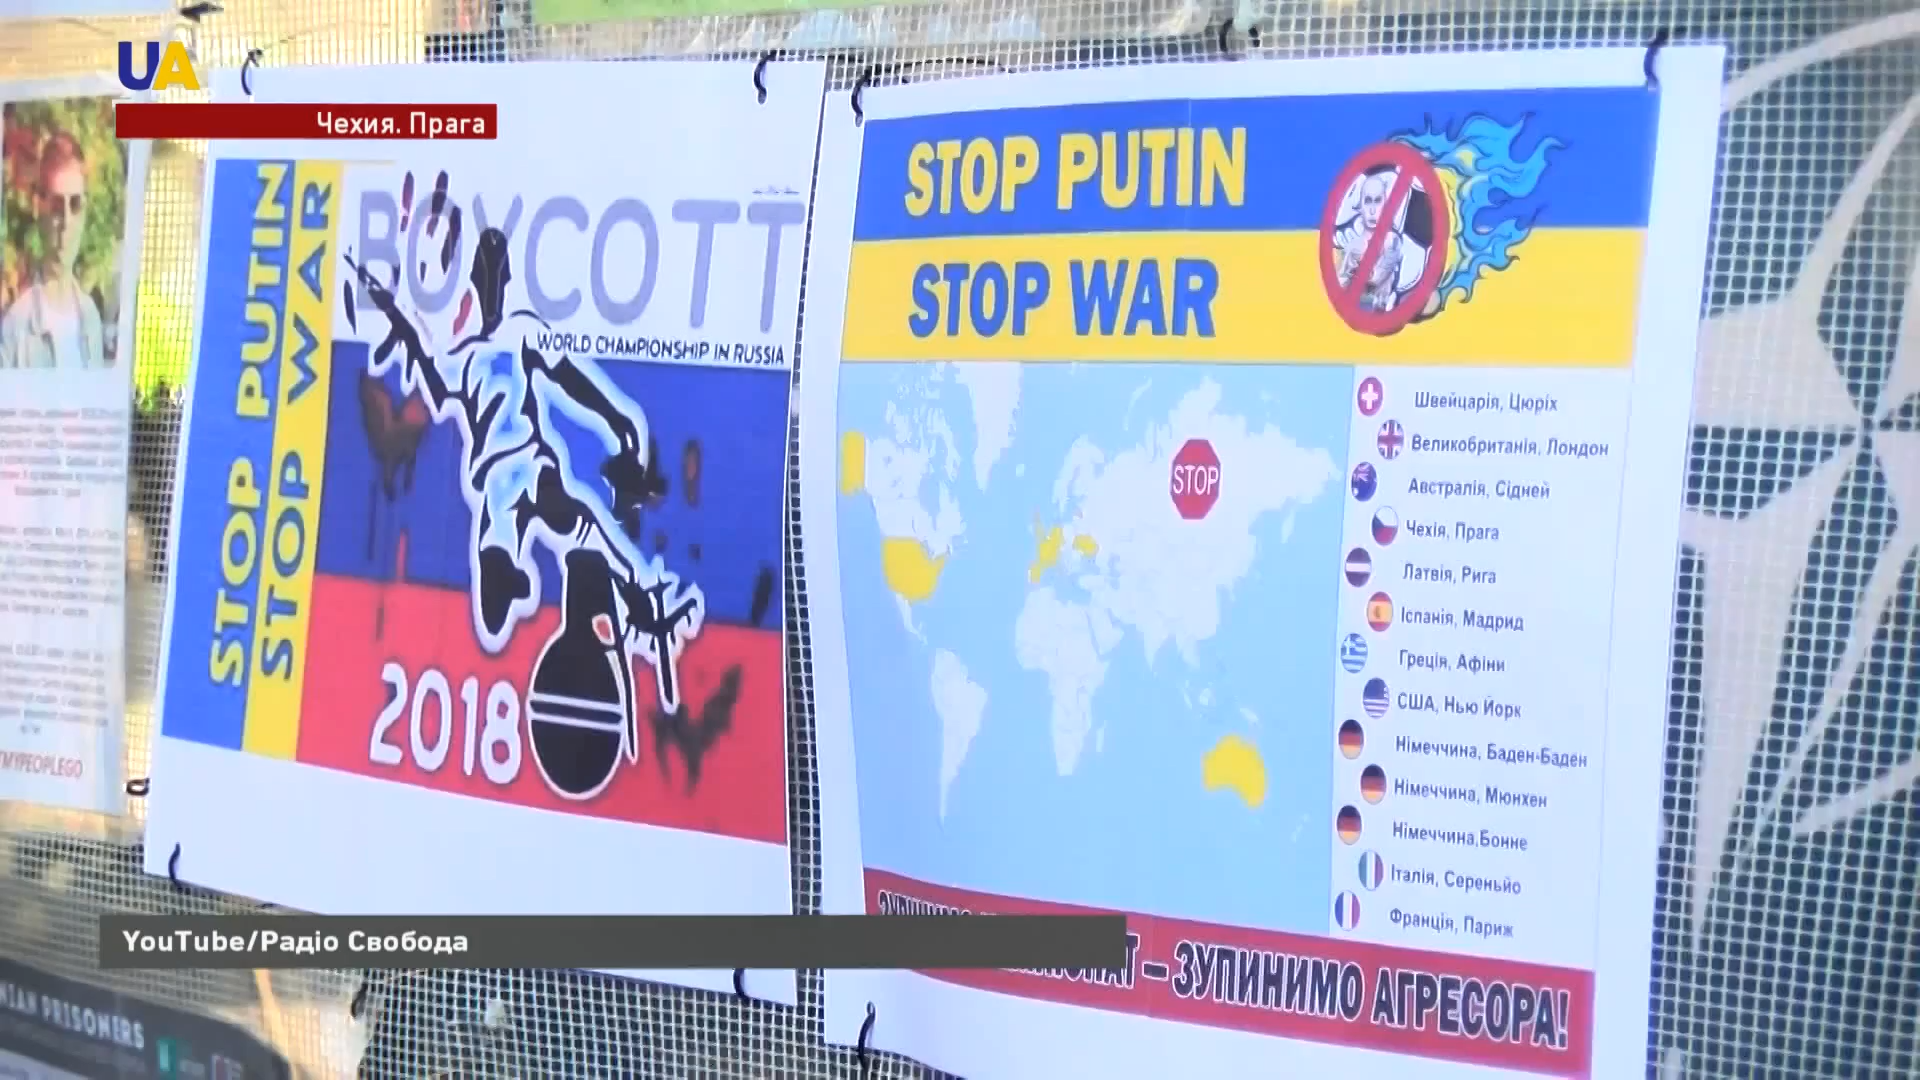 UA
Чехия. Прага
STOP PUTIN
STOP WAR
BOYCOTT
WORLD CHAMPIONSHIP IN RUSSIA
2018
STOP PUTIN
STOP WAR
STOP
Швейцарія, Цюріх
Великобританія, Лондон
Австралія, Сідней
Чехія, Прага
Латвія, Рига
Іспанія, Мадрид
Греція, Афіни
США, Нью Йорк
Німеччина, Баден-Баден
Німеччина, Мюнхен
Німеччина,Бонне
Італія, Сереньйо
Франція, Париж
– ЗУПИНИМО АГРЕСОРА!
YouTube/Радіо Свобода
MYPEOPLEGO
PRISONERS